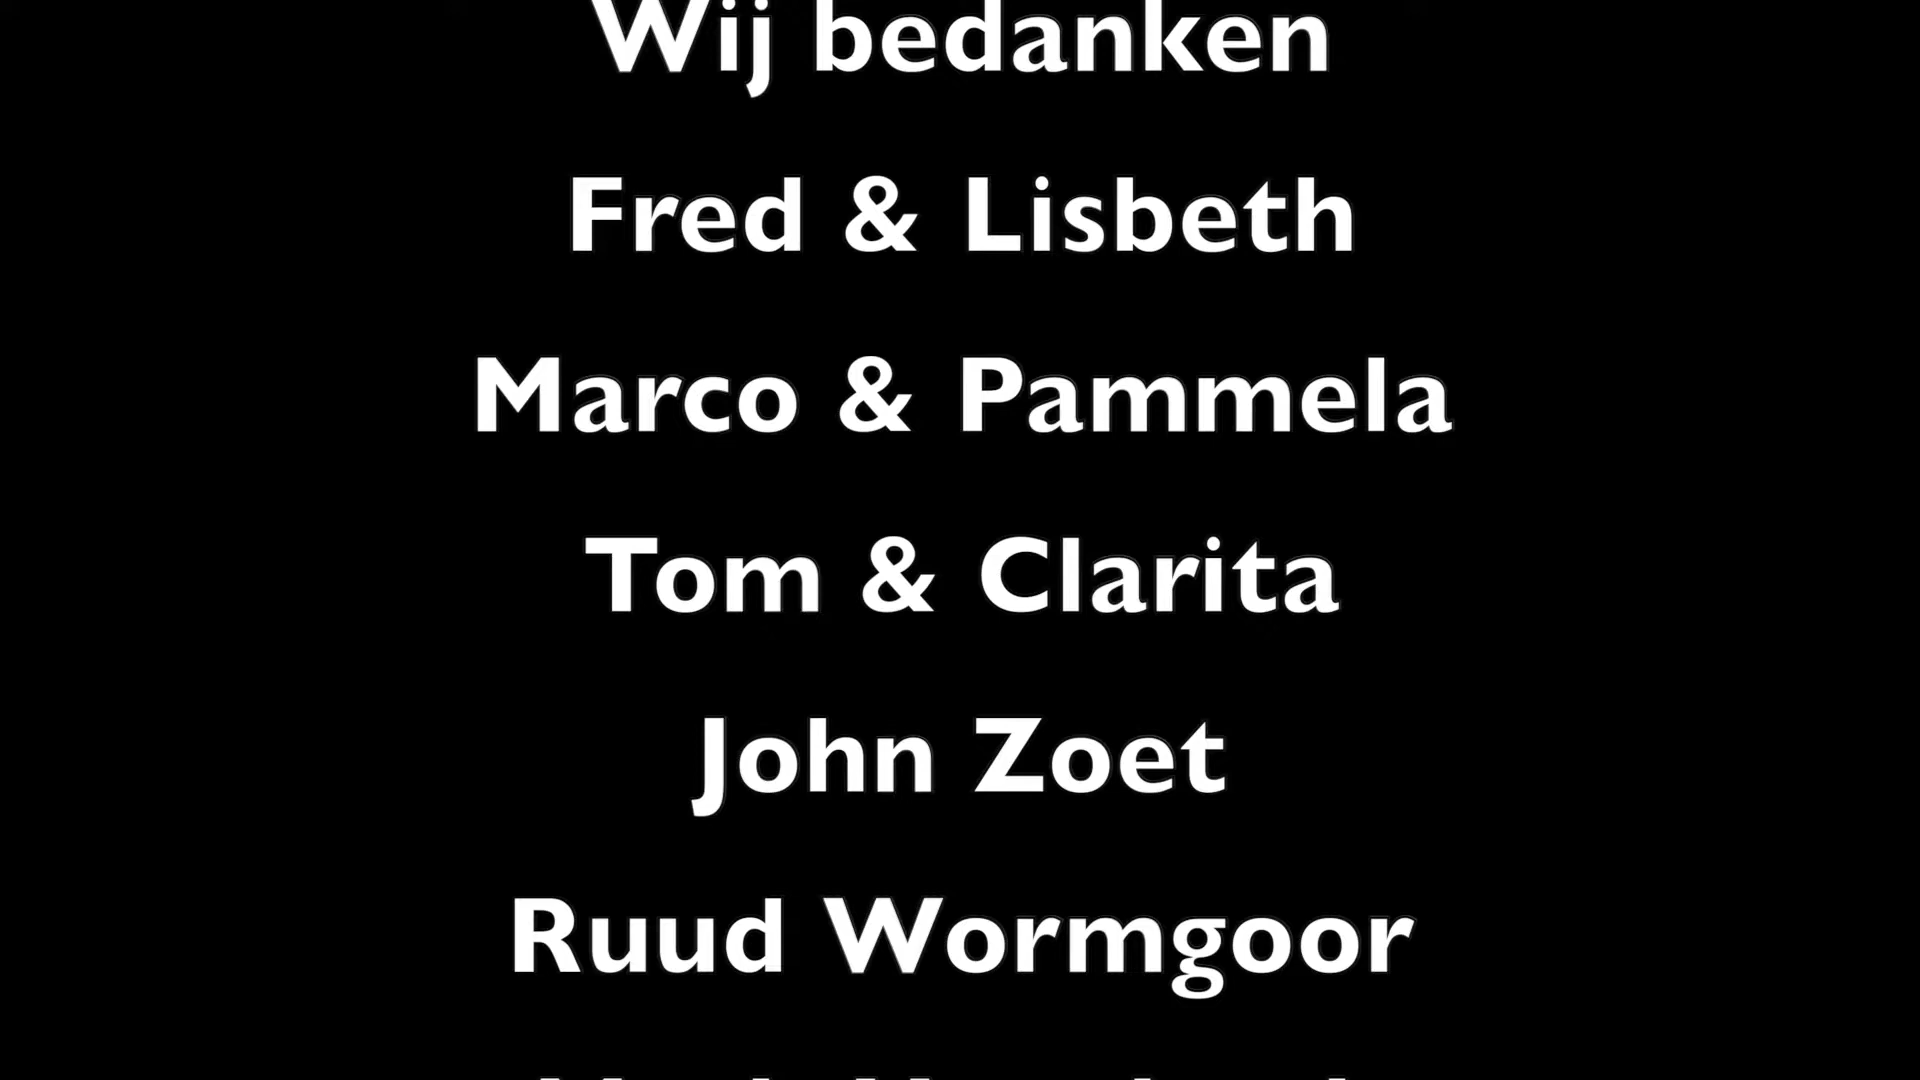 Wij bedanken
Fred & Lisbeth
Marco & Pammela
Tom & Clarita
John Zoet
Ruud Wormgoor